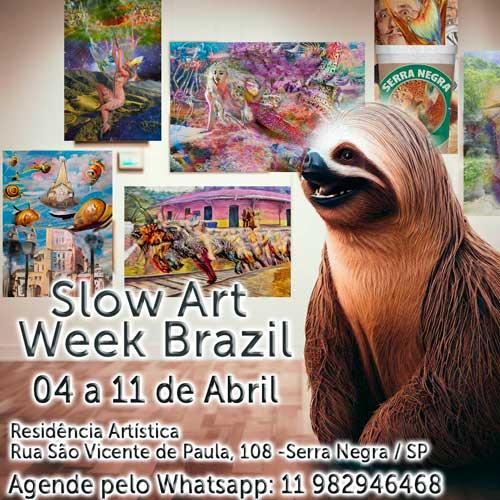 SERRA NEGRA
Slow Art
Week Brazil
04 a 11 de Abril
Residência Artística
Rua São Vicente de Paula, 108 -Serra Negra / SP
Agende pelo Whatsapp: 11 982946468